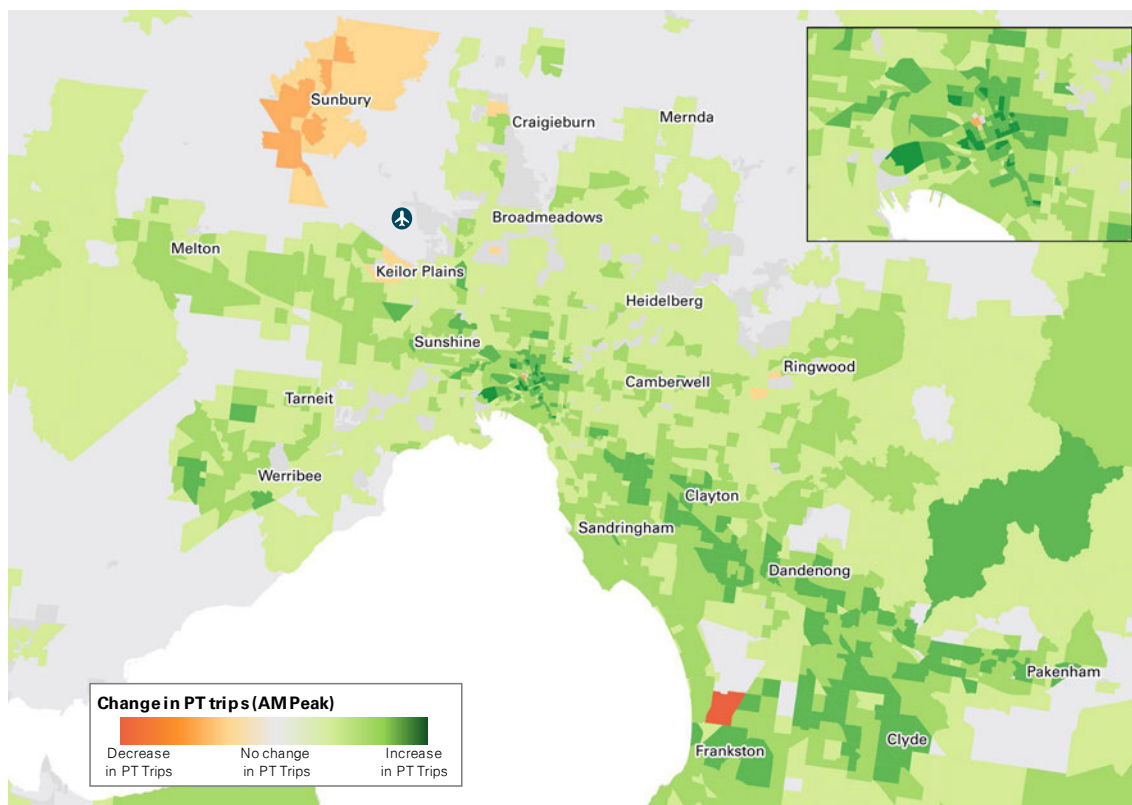 Sunbury
Craigieburn
Mernda
Broadmeadows
Melton
Keilor Plains
Heidelberg
Sunshine
Ringwood
Camberwell
Tarneit
Werribee
Clayton
Sandringham
Dandenong
Pakenham
Clyde
Frankston
Change in PT trips (AM Peak)
Decrease
in PT Trips
No change
in PT Trips
Increase
in PT Trips